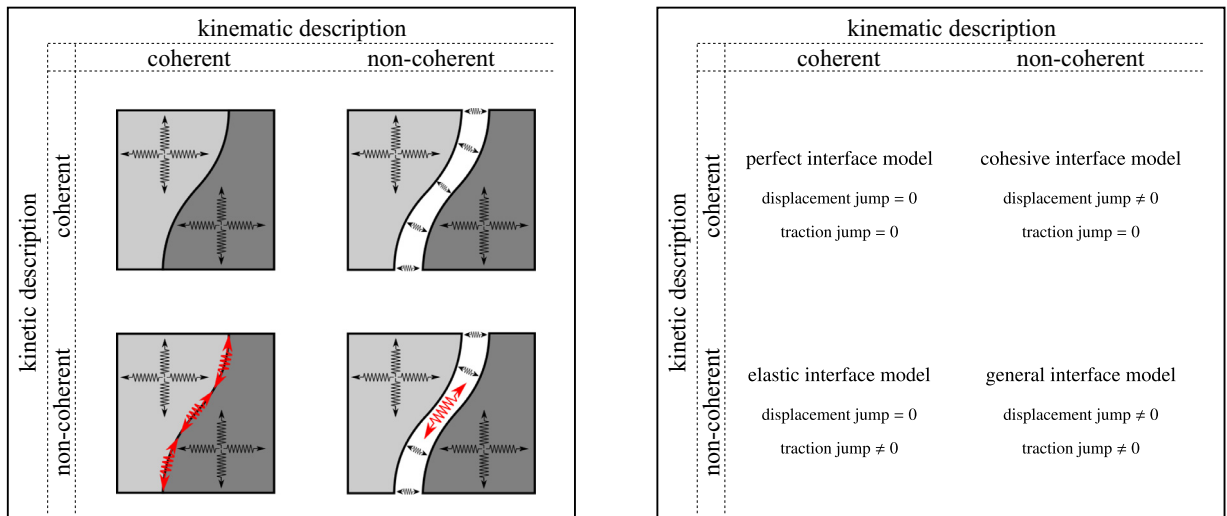 kinematic description
coherent
non-coherent
kinetic description
coherent
non-coherent
kinematic description
coherent
non-coherent
kinetic description
coherent
perfect interface model
displacement jump = 0
traction jump = 0
cohesive interface model
displacement jump ≠ 0
traction jump = 0
non-coherent
elastic interface model
displacement jump = 0
traction jump ≠ 0
general interface model
displacement jump ≠ 0
traction jump ≠ 0